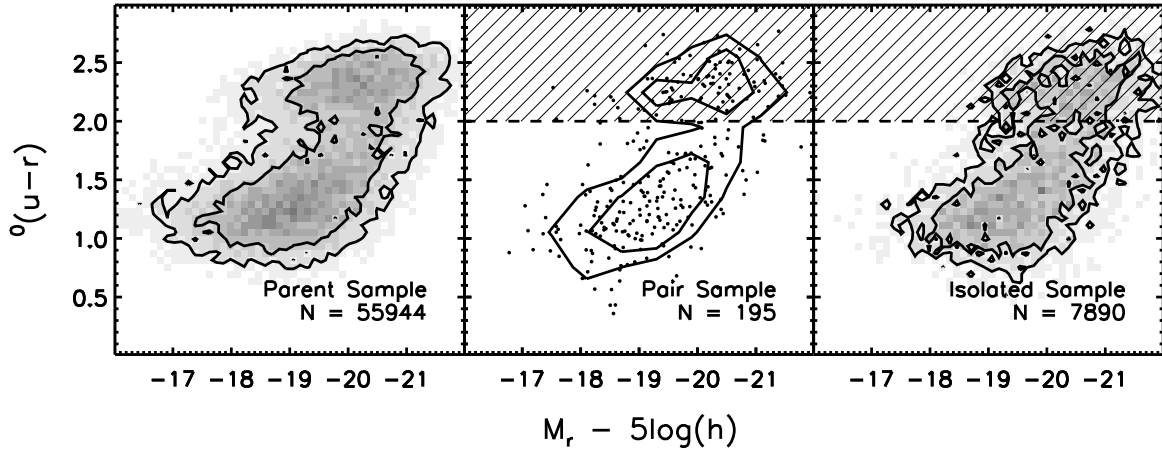 ⁰(u−r)
2.5
2.0
1.5
1.0
0.5
Parent Sample
N = 55944
Pair Sample
N = 195
Isolated Sample
N = 7890
−17 −18 −19 −20 −21
−17 −18 −19 −20 −21
−17 −18 −19 −20 −21
Mᵣ − 5log(h)